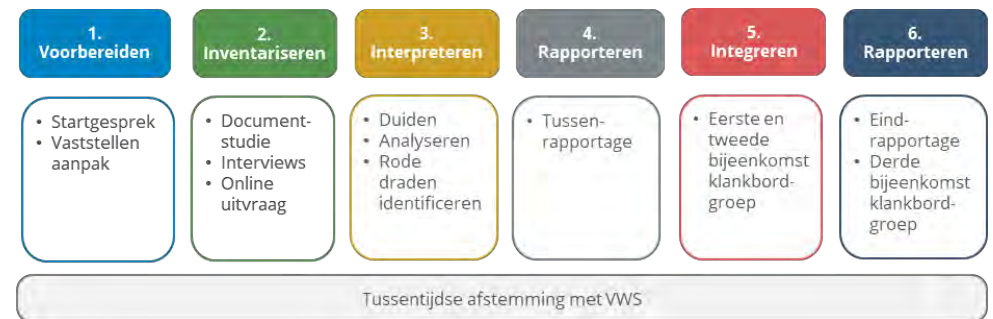 1.
Voorbereiden
2.
Inventariseren
3.
Interpreteren
4.
Rapporteren
5.
Integreren
6.
Rapporteren
• Startgesprek
• Vaststellen
aanpak
• Document-
studie
• Interviews
• Online
uitvraag
• Duiden
• Analyseren
• Rode
draden
identificeren
• Tussen-
rapportage
• Eerste en
tweede
bijeenkomst
klankbord-
groep
• Eind-
rapportage
• Derde
bijeenkomst
klankbord-
groep
Tussentijdse afstemming met VWS